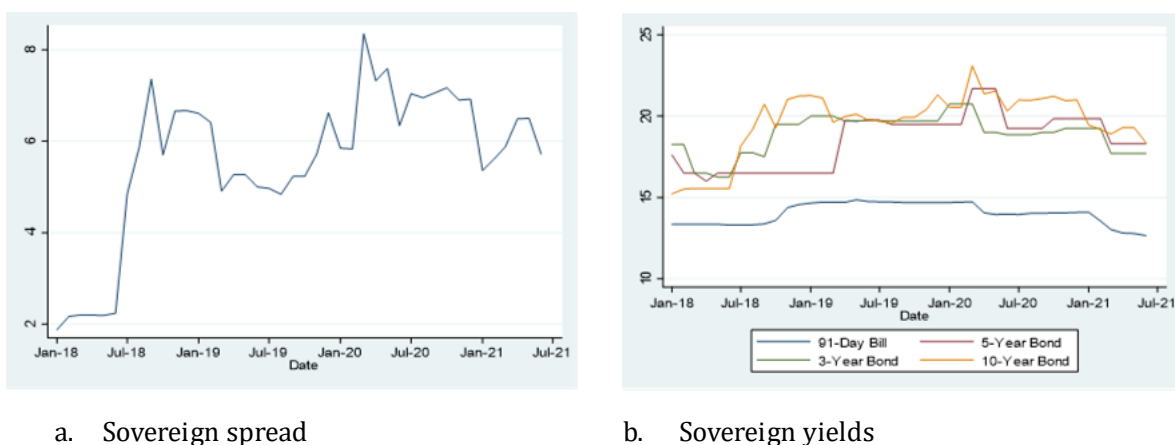 8
6
4
2
Jan-18 Jul-18 Jan-19 Jul-19 Jan-20 Jul-20 Jan-21 Jul-21
Date
25
20
15
10
Jan-18 Jul-18 Jan-19 Jul-19 Jan-20 Jul-20 Jan-21 Jul-21
Date
91-Day Bill 5-Year Bond
3-Year Bond 10-Year Bond
a. Sovereign spread
b. Sovereign yields